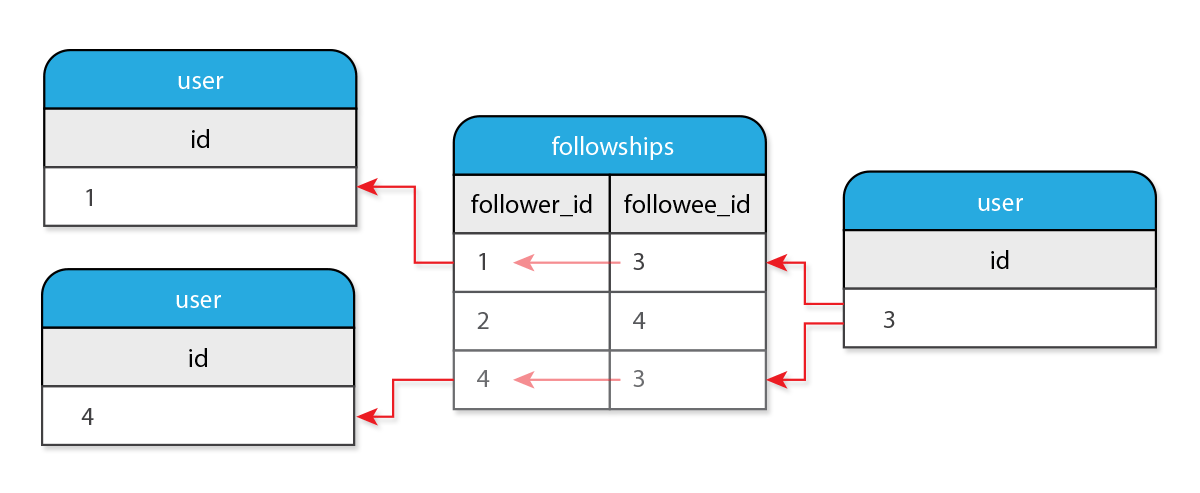 user
id
1
user
id
4
followships
follower_id followee_id
1 3
2 4
4 3
user
id
3